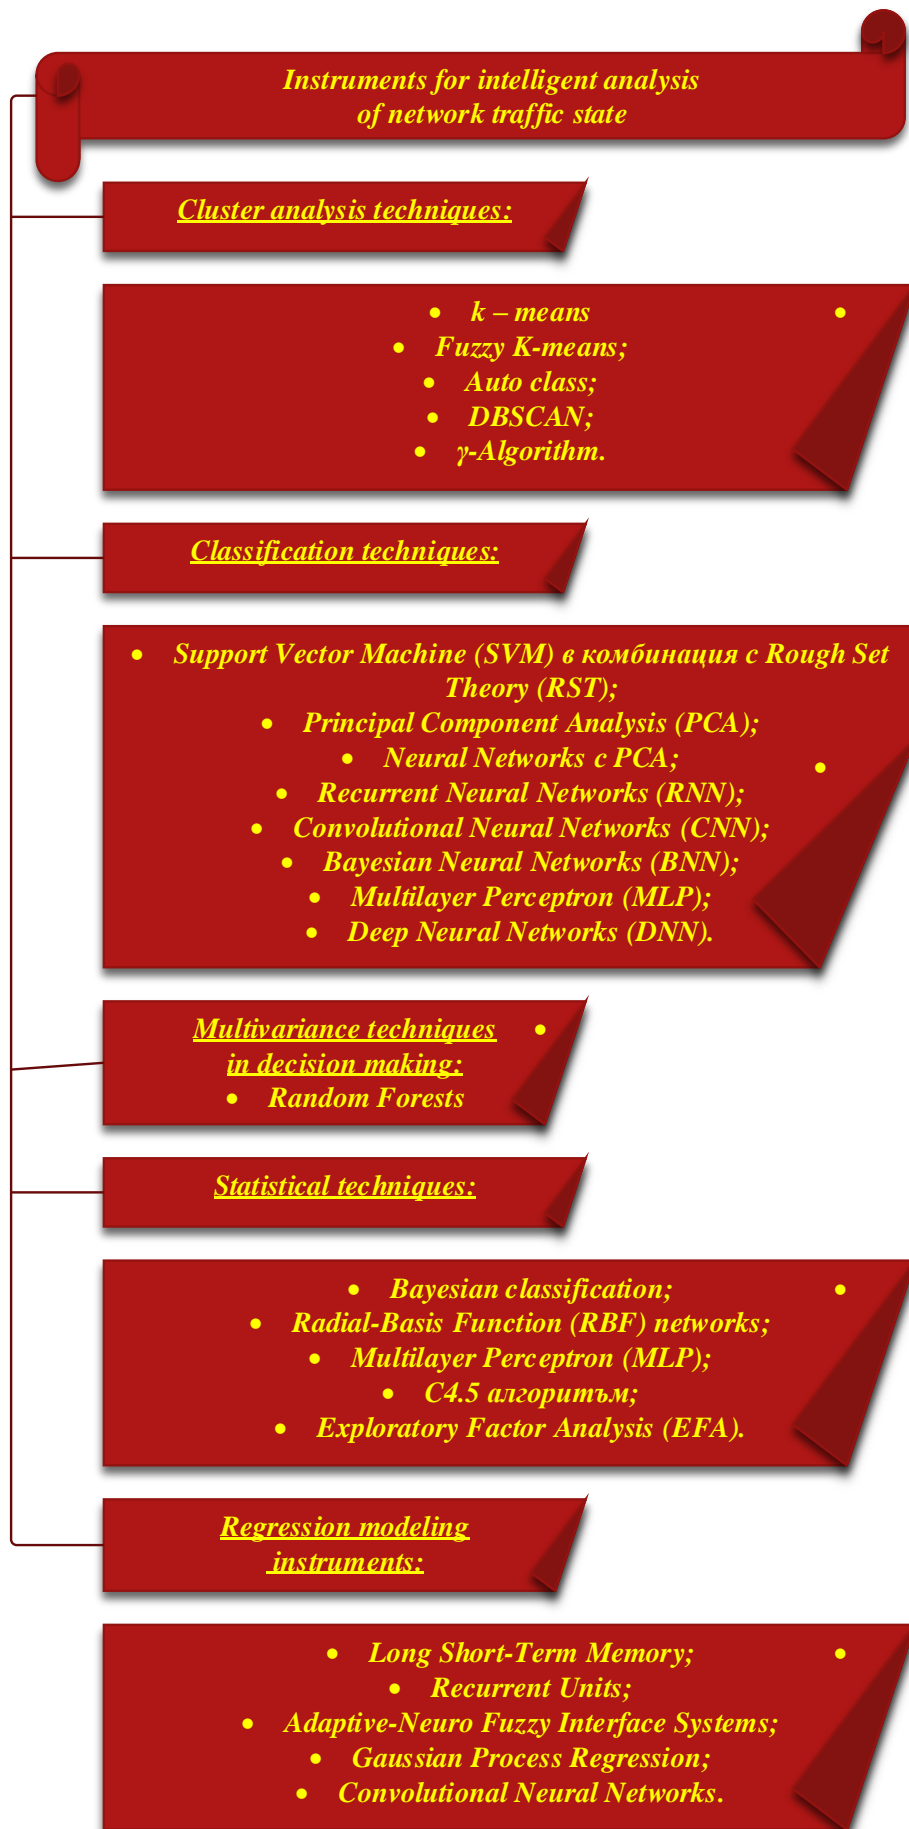 Instruments for intelligent analysis
of network traffic state
Cluster analysis techniques:
• k – means
• Fuzzy K-means;
• Auto class;
• DBSCAN;
• γ-Algorithm.
Classification techniques:
• Support Vector Machine (SVM) в комбинация с Rough Set
Theory (RST);
• Principal Component Analysis (PCA);
• Neural Networks с PCA;
• Recurrent Neural Networks (RNN);
• Convolutional Neural Networks (CNN);
• Bayesian Neural Networks (BNN);
• Multilayer Perceptron (MLP);
• Deep Neural Networks (DNN).
Multivariance techniques
in decision making:
• Random Forests
Statistical techniques:
• Bayesian classification;
• Radial-Basis Function (RBF) networks;
• Multilayer Perceptron (MLP);
• C4.5 алгоритъм;
• Exploratory Factor Analysis (EFA).
Regression modeling
instruments:
• Long Short-Term Memory;
• Recurrent Units;
• Adaptive-Neuro Fuzzy Interface Systems;
• Gaussian Process Regression;
• Convolutional Neural Networks.